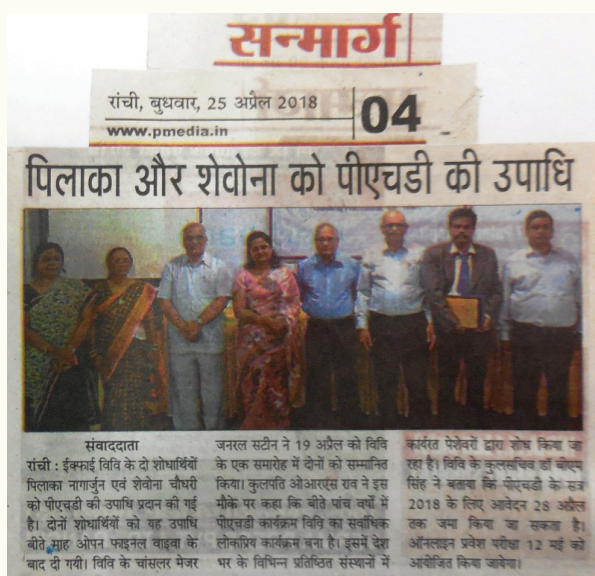 सन्मार्ग
रांची, बुधवार, 25 अप्रैल 2018
04
www.pmedia.in
पिलाका और शेवोना को पीएचडी की उपाधि
संवाददाता
रांची : ईक्फाई विवि के दो शोधार्थियों
पिलाका नागार्जुन एवं शेवोना चौधरी
को पीएचडी की उपाधि प्रदान की गई
है। दोनों शोधार्थियों को यह उपाधि
बीते माह ओपन फाइनल वाइवा के
बाद दी गयी। विवि के चांसलर मेजर
जनरल सटीन ने 19 अप्रैल को विवि
के एक समारोह में दोनों को सम्मानित
किया। कुलपति ओआरएस राव ने इस
मौके पर कहा कि बीते पांच वर्षों में
पीएचडी कार्यक्रम विवि का सर्वाधिक
लोकप्रिय कार्यक्रम बना है। इसमें देश
भर के विभिन्न प्रतिष्ठित संस्थानों में
कार्यरत पेशेवरों द्वारा शोध किया जा
रहा है। विवि के कुलसचिव डॉ बीएम
सिंह ने बताया कि पीएचडी के सत्र
2018 के लिए आवेदन 28 अप्रैल
तक जमा किया जा सकता है।
ऑनलाइन प्रवेश परीक्षा 12 मई को
आयोजित किया जायेगा।